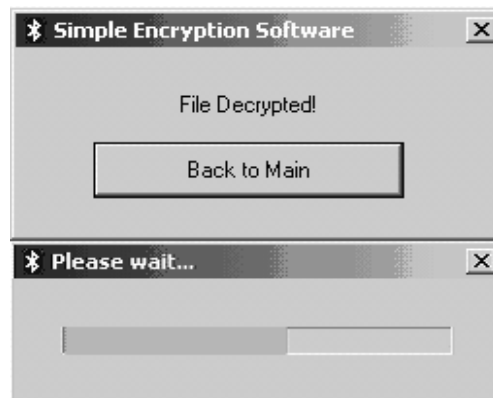 Simple Encryption Software
File Decrypted!
Back to Main
Please wait...